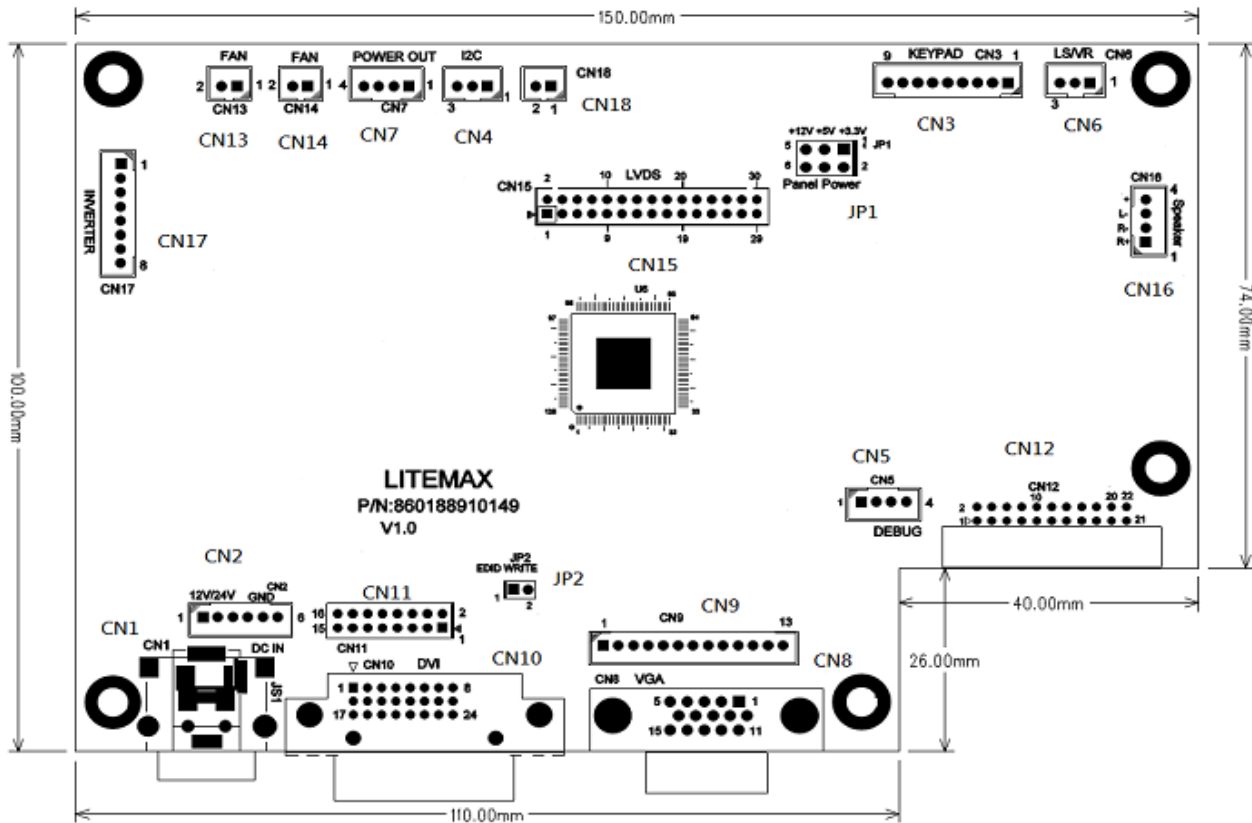 150.00mm
FAN FAN POWER OUT I2C
2 1 2 1 4 1 3 1
CN13 CN14 CN7
CN13 CN14 CN7 CN4
CN18
2 1
CN18
9 KEYPAD CN3 1
CN3
LS/VR CN6
1
3
CN6
+12V +5V +3.3V
5 1 JP1
6 2
Panel Power
JP1
1
INVERTER
8
CN17
CN17
2 10 LVDS 20 30
CN15
1 9 19 29
CN15
CN16
4
+
L-
R-
R+
1
Speaker
CN16
74.00mm
100.00mm
U6
1
LITEMAX
P/N:860188910149
V1.0
CN5
CN5
1 4
DEBUG
CN12
CN12
2 10 20 22
1 21
40.00mm
26.00mm
CN2
12V/24V GND CN2
1 6
CN1
CN1 DC IN
JS1
CN11
16 2
15 1
CN11
CN10 DVI
CN10
1 8
17 24
JP2
EDID WRITE
1 2
JP2
CN9
1 CN9 13
CN8
VGA
5 1
15 11
110.00mm